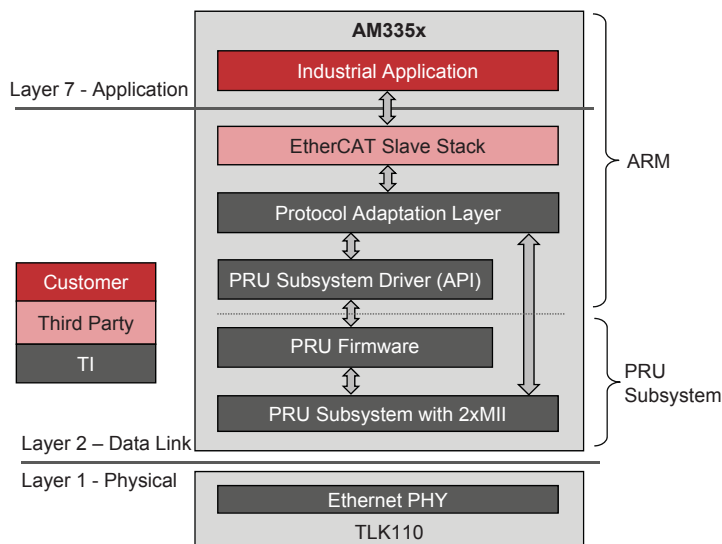 AM335x
Industrial Application
Layer 7 - Application
EtherCAT Slave Stack
ARM
Protocol Adaptation Layer
PRU Subsystem Driver (API)
Customer
Third Party
TI
PRU Firmware
PRU
Subsystem
PRU Subsystem with 2xMII
Layer 2 – Data Link
Layer 1 - Physical
Ethernet PHY
TLK110